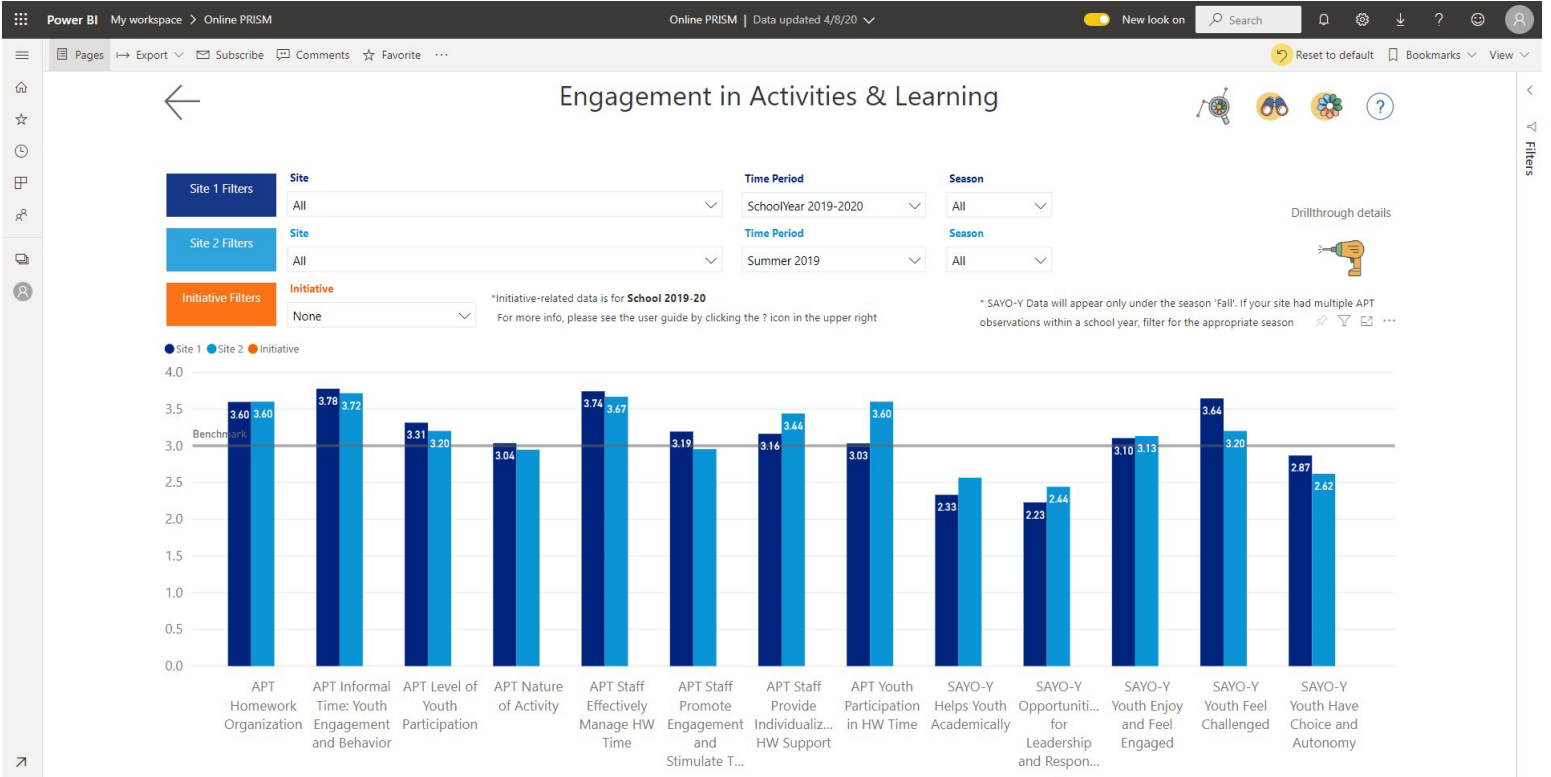 Power BI My workspace > Online PRISM Online PRISM | Data updated 4/8/20 New look on Search
Pages Export Subscribe Comments Favorite ... Reset to default Bookmarks View
Engagement in Activities & Learning
?
Filters
Site 1 Filters Site Time Period Season
All SchoolYear 2019-2020 All
Drillthrough details
Site 2 Filters Site Time Period Season
All Summer 2019 All
Initiative Filters Initiative
None
*Initiative-related data is for School 2019-20
For more info, please see the user guide by clicking the ? icon in the upper right
* SAYO-Y Data will appear only under the season 'Fall'. If your site had multiple APT
observations within a school year, filter for the appropriate season
Site 1 Site 2 Initiative
4.0
3.5
3.0
2.5
2.0
1.5
1.0
0.5
0.0
Benchmark
3.60 3.60
3.78 3.72
3.31 3.20
3.04
3.74 3.67
3.19
3.16 3.44
3.03 3.60
2.33
2.23 2.44
3.10 3.13
3.64 3.20
2.87 2.62
APT
Homework
Organization
APT Informal
Time: Youth
Engagement
and Behavior
APT Level of
Youth
Participation
APT Nature
of Activity
APT Staff
Effectively
Manage HW
Time
APT Staff
Promote
Engagement
and
Stimulate T...
APT Staff
Provide
Individualiz...
HW Support
APT Youth
Participation
in HW Time
SAYO-Y
Helps Youth
Academically
SAYO-Y
Opportuniti...
for
Leadership
and Respon...
SAYO-Y
Youth Enjoy
and Feel
Engaged
SAYO-Y
Youth Feel
Challenged
SAYO-Y
Youth Have
Choice and
Autonomy